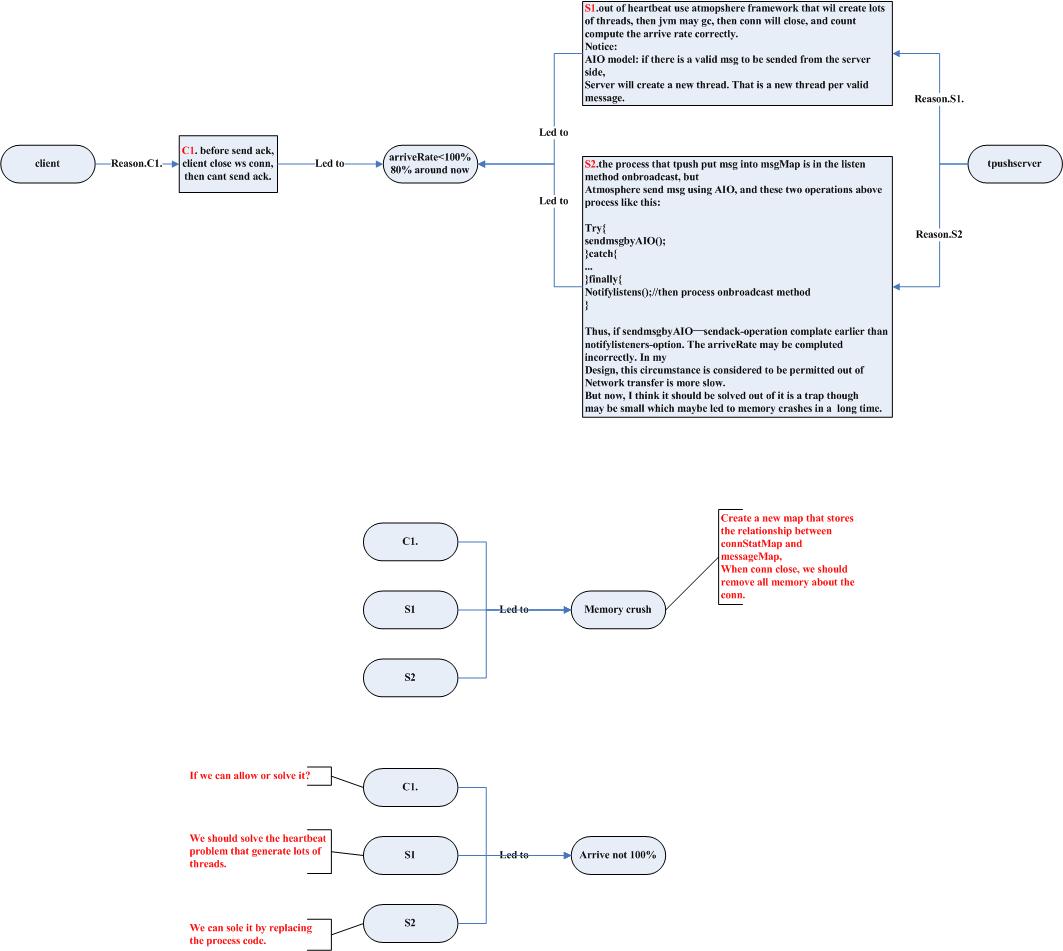 client
Reason.C1.
C1. before send ack,
client close ws conn,
then cant send ack.
Led to
arriveRate<100%
80% around now
Led to
Led to
S1.out of heartbeat use atmopshere framework that wil create lots
of threads, then jvm may gc, then conn will close, and count
compute the arrive rate correctly.
Notice:
AIO model: if there is a valid msg to be sended from the server
side,
Server will create a new thread. That is a new thread per valid
message.
S2.the process that tpush put msg into msgMap is in the listen
method onbroadcast, but
Atmosphere send msg using AIO, and these two operations above
process like this:
Try{
sendmsgbyAIO();
}catch{
...
}finally{
Notifylistens();//then process onbroadcast method
}
Thus, if sendmsgbyAIO—sendack-operation complate earlier than
notifylisteners-option. The arriveRate may be compluted
incorrectly. In my
Design, this circumstance is considered to be permitted out of
Network transfer is more slow.
But now, I think it should be solved out of it is a trap though
may be small which maybe led to memory crashes in a long time.
Reason.S1.
Reason.S2
tpushserver
C1.
S1
S2
Led to
Memory crush
Create a new map that stores
the relationship between
connStatMap and
messageMap,
When conn close, we should
remove all memory about the
conn.
If we can allow or solve it?
We should solve the heartbeat
problem that generate lots of
threads.
We can sole it by replacing
the process code.
C1.
S1
S2
Led to
Arrive not 100%